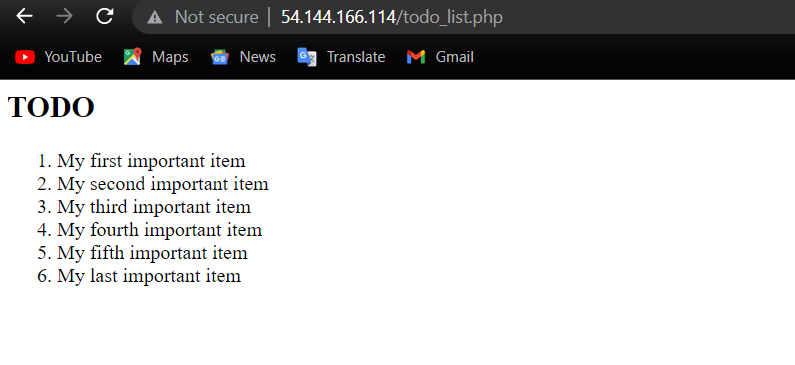 Not secure | 54.144.166.114/todo_list.php
YouTube Maps News Translate Gmail
TODO
1. My first important item
2. My second important item
3. My third important item
4. My fourth important item
5. My fifth important item
6. My last important item